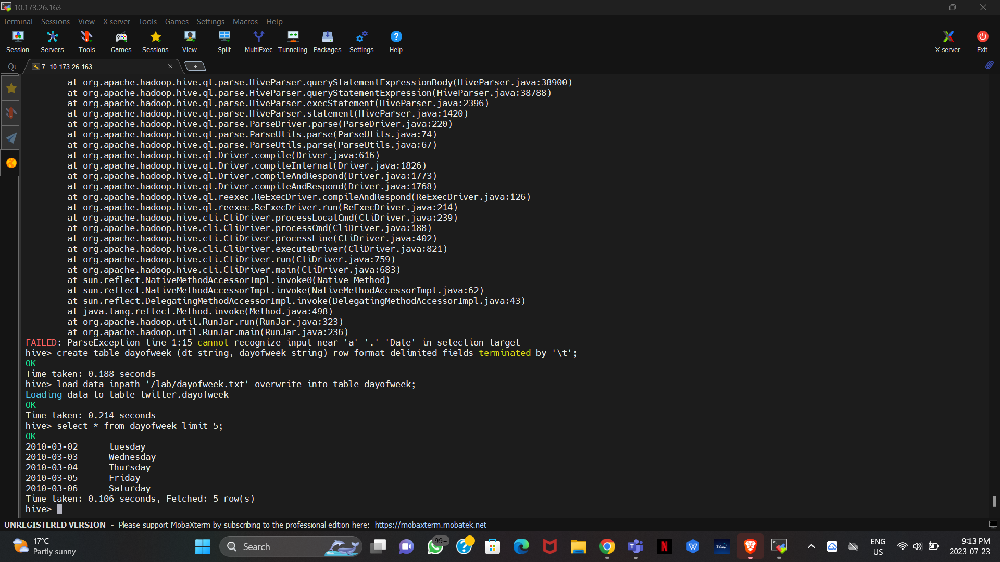 10.173.26.163
Terminal Sessions View X server Tools Games Settings Macros Help
Session Servers Tools Games Sessions View Split MultiExec Tunneling Packages Settings Help X server Exit
7. 10.173.26.163
at org.apache.hadoop.hive.ql.parse.HiveParser.queryStatementExpressionBody(HiveParser.java:38900)
at org.apache.hadoop.hive.ql.parse.HiveParser.queryStatementExpression(HiveParser.java:38788)
at org.apache.hadoop.hive.ql.parse.HiveParser.execStatement(HiveParser.java:2396)
at org.apache.hadoop.hive.ql.parse.HiveParser.statement(HiveParser.java:1420)
at org.apache.hadoop.hive.ql.parse.ParseDriver.parse(ParseDriver.java:220)
at org.apache.hadoop.hive.ql.parse.ParseUtils.parse(ParseUtils.java:74)
at org.apache.hadoop.hive.ql.parse.ParseUtils.parse(ParseUtils.java:67)
at org.apache.hadoop.hive.ql.Driver.compile(Driver.java:616)
at org.apache.hadoop.hive.ql.Driver.compileInternal(Driver.java:1826)
at org.apache.hadoop.hive.ql.Driver.compileAndRespond(Driver.java:1773)
at org.apache.hadoop.hive.ql.Driver.compileAndRespond(Driver.java:1768)
at org.apache.hadoop.hive.ql.reexec.ReExecDriver.compileAndRespond(ReExecDriver.java:126)
at org.apache.hadoop.hive.ql.reexec.ReExecDriver.run(ReExecDriver.java:214)
at org.apache.hadoop.hive.cli.CliDriver.processLocalCmd(CliDriver.java:239)
at org.apache.hadoop.hive.cli.CliDriver.processCmd(CliDriver.java:188)
at org.apache.hadoop.hive.cli.CliDriver.processLine(CliDriver.java:402)
at org.apache.hadoop.hive.cli.CliDriver.executeDriver(CliDriver.java:821)
at org.apache.hadoop.hive.cli.CliDriver.run(CliDriver.java:759)
at org.apache.hadoop.hive.cli.CliDriver.main(CliDriver.java:683)
at sun.reflect.NativeMethodAccessorImpl.invoke0(Native Method)
at sun.reflect.NativeMethodAccessorImpl.invoke(NativeMethodAccessorImpl.java:62)
at sun.reflect.DelegatingMethodAccessorImpl.invoke(DelegatingMethodAccessorImpl.java:43)
at java.lang.reflect.Method.invoke(Method.java:498)
at org.apache.hadoop.util.RunJar.run(RunJar.java:323)
at org.apache.hadoop.util.RunJar.main(RunJar.java:236)
FAILED: ParseException line 1:15 cannot recognize input near 'a' '.' 'Date' in selection target
hive> create table dayofweek (dt string, dayofweek string) row format delimited fields terminated by '\t';
OK
Time taken: 0.188 seconds
hive> load data inpath '/lab/dayofweek.txt' overwrite into table dayofweek;
Loading data to table twitter.dayofweek
OK
Time taken: 0.214 seconds
hive> select * from dayofweek limit 5;
OK
2010-03-02 tuesday
2010-03-03 Wednesday
2010-03-04 Thursday
2010-03-05 Friday
2010-03-06 Saturday
Time taken: 0.106 seconds, Fetched: 5 row(s)
hive>
UNREGISTERED VERSION - Please support MobaXterm by subscribing to the professional edition here: https://mobaxterm.mobatek.net
17°C
Partly sunny
Search
99+
N
Disney+
ENG
US
9:13 PM
2023-07-23